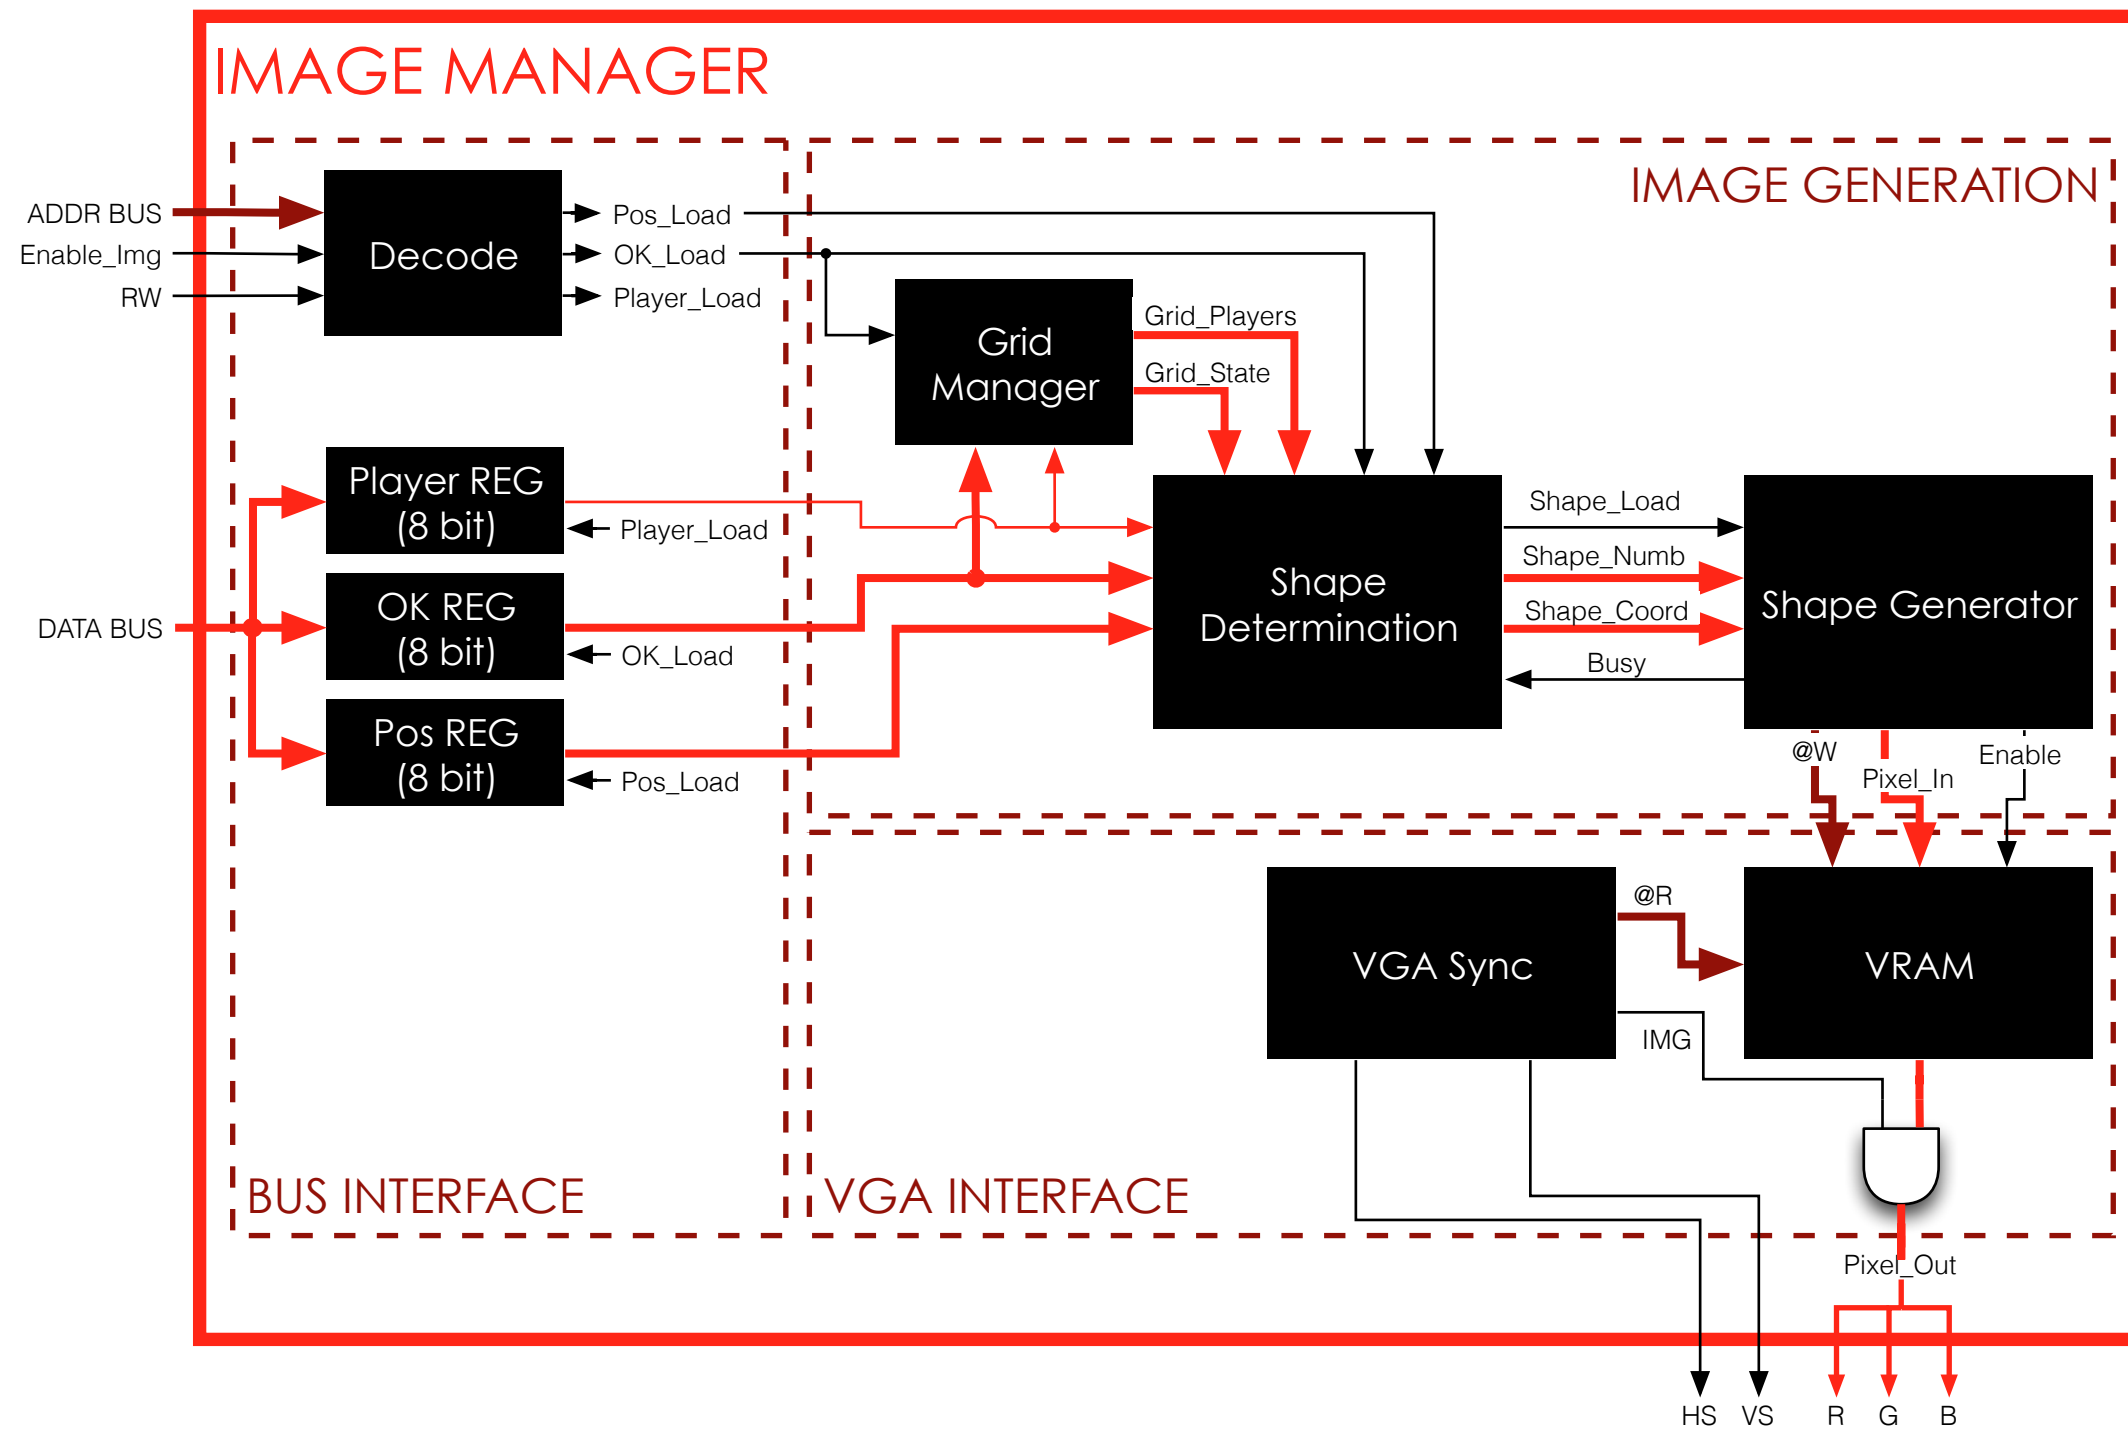 IMAGE MANAGER
IMAGE GENERATION
ADDR BUS
Enable_Img
RW
Decode
Pos_Load
OK_Load
Player_Load
Grid
Manager
Grid_Players
Grid_State
Player REG
(8 bit)
Player_Load
OK REG
(8 bit)
OK_Load
DATA BUS
Pos REG
(8 bit)
Pos_Load
Shape
Determination
Shape_Load
Shape_Numb
Shape_Coord
Busy
Shape Generator
@W
Pixel_In
Enable
VGA Sync
@R
IMG
VRAM
BUS INTERFACE
VGA INTERFACE
Pixel_Out
HS
VS
R
G
B